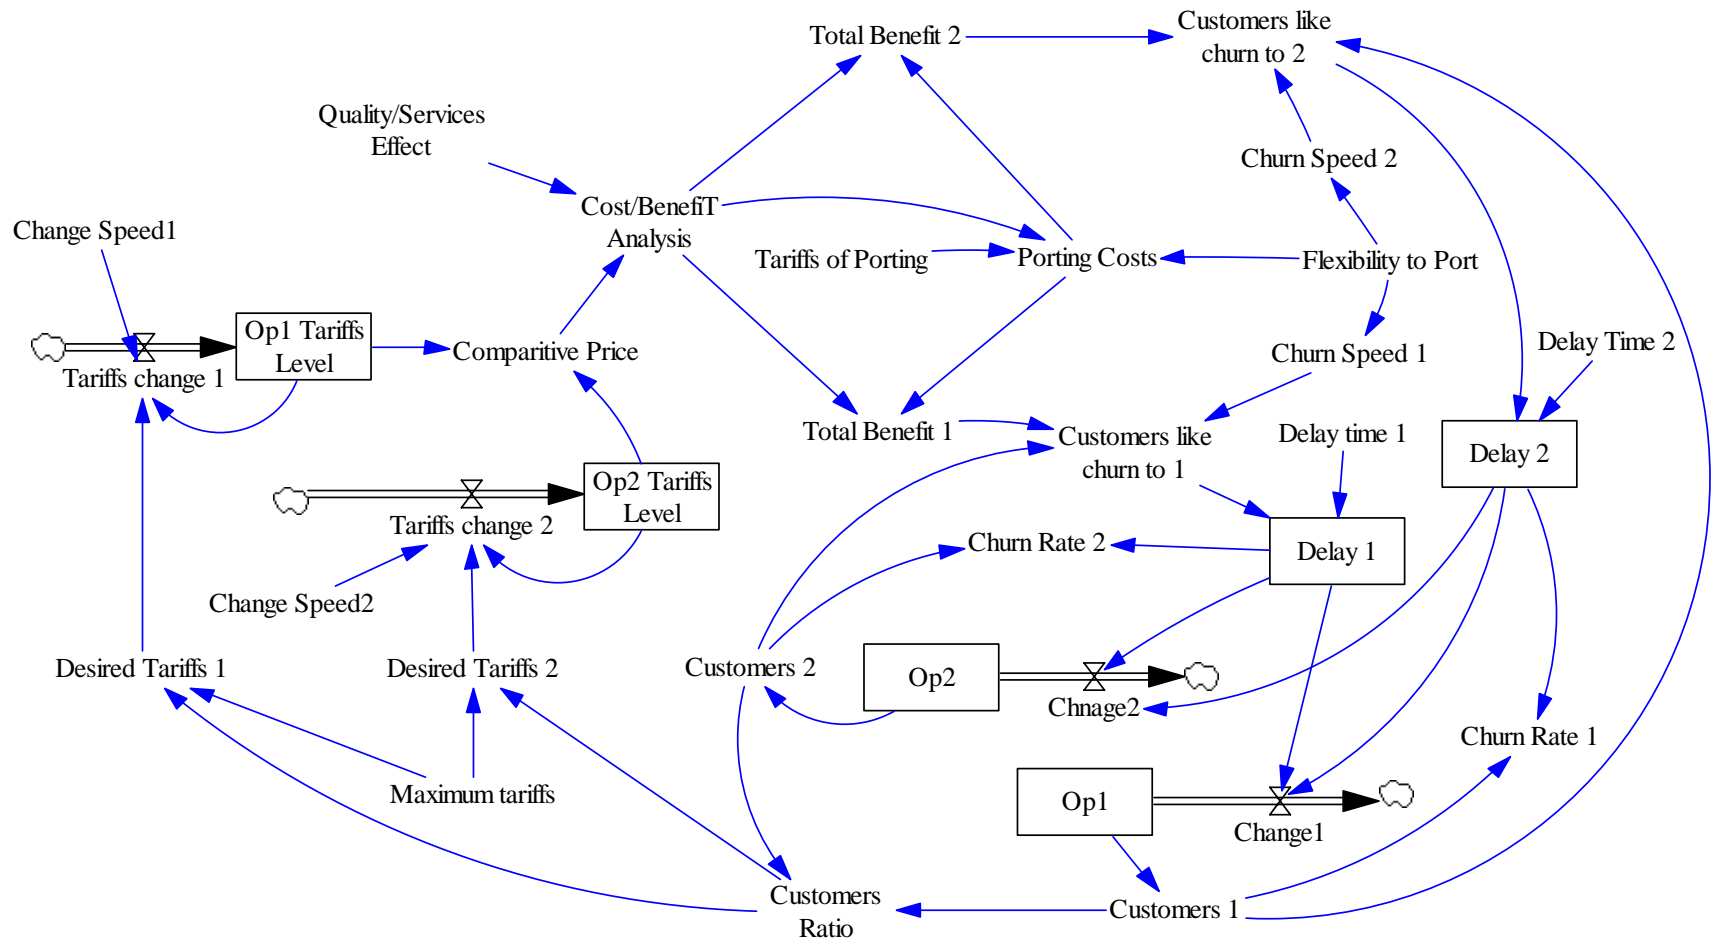 Total Benefit 2
Customers like
churn to 2
Quality/Services
Effect
Churn Speed 2
Cost/BenefiT
Analysis
Change Speed1
Tariffs of Porting
Porting Costs
Flexibility to Port
Op1 Tariffs
Level
Tariffs change 1
Comparitive Price
Churn Speed 1
Delay Time 2
Total Benefit 1
Customers like
churn to 1
Delay time 1
Delay 2
Op2 Tariffs
Level
Tariffs change 2
Churn Rate 2
Delay 1
Change Speed2
Desired Tariffs 1
Desired Tariffs 2
Customers 2
Op2
Chnage2
Churn Rate 1
Maximum tariffs
Op1
Change1
Customers
Ratio
Customers 1